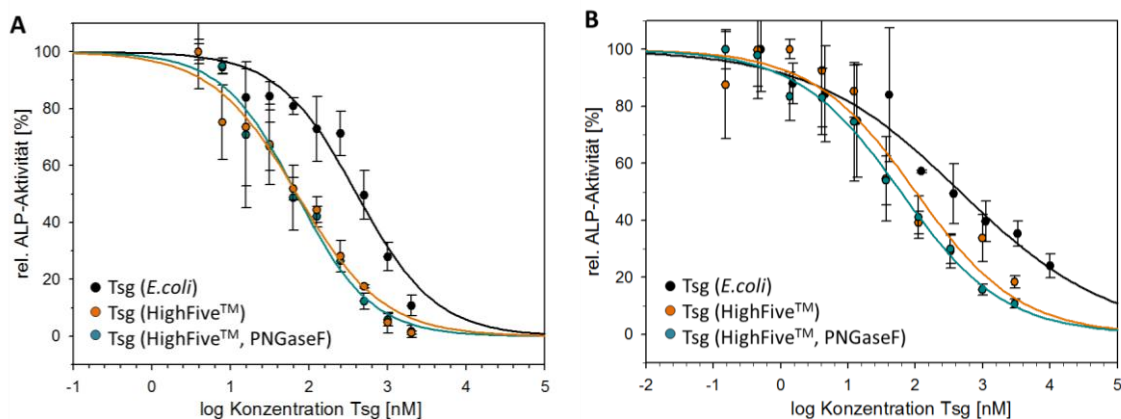 A
rel. ALP-Aktivität [%]
100
80
60
40
20
0
Tsg (E.coli)
Tsg (HighFive™)
Tsg (HighFive™, PNGaseF)
-1 0 1 2 3 4 5
log Konzentration Tsg [nM]
B
rel. ALP-Aktivität [%]
100
80
60
40
20
0
Tsg (E.coli)
Tsg (HighFive™)
Tsg (HighFive™, PNGaseF)
-2 -1 0 1 2 3 4 5
log Konzentration Tsg [nM]